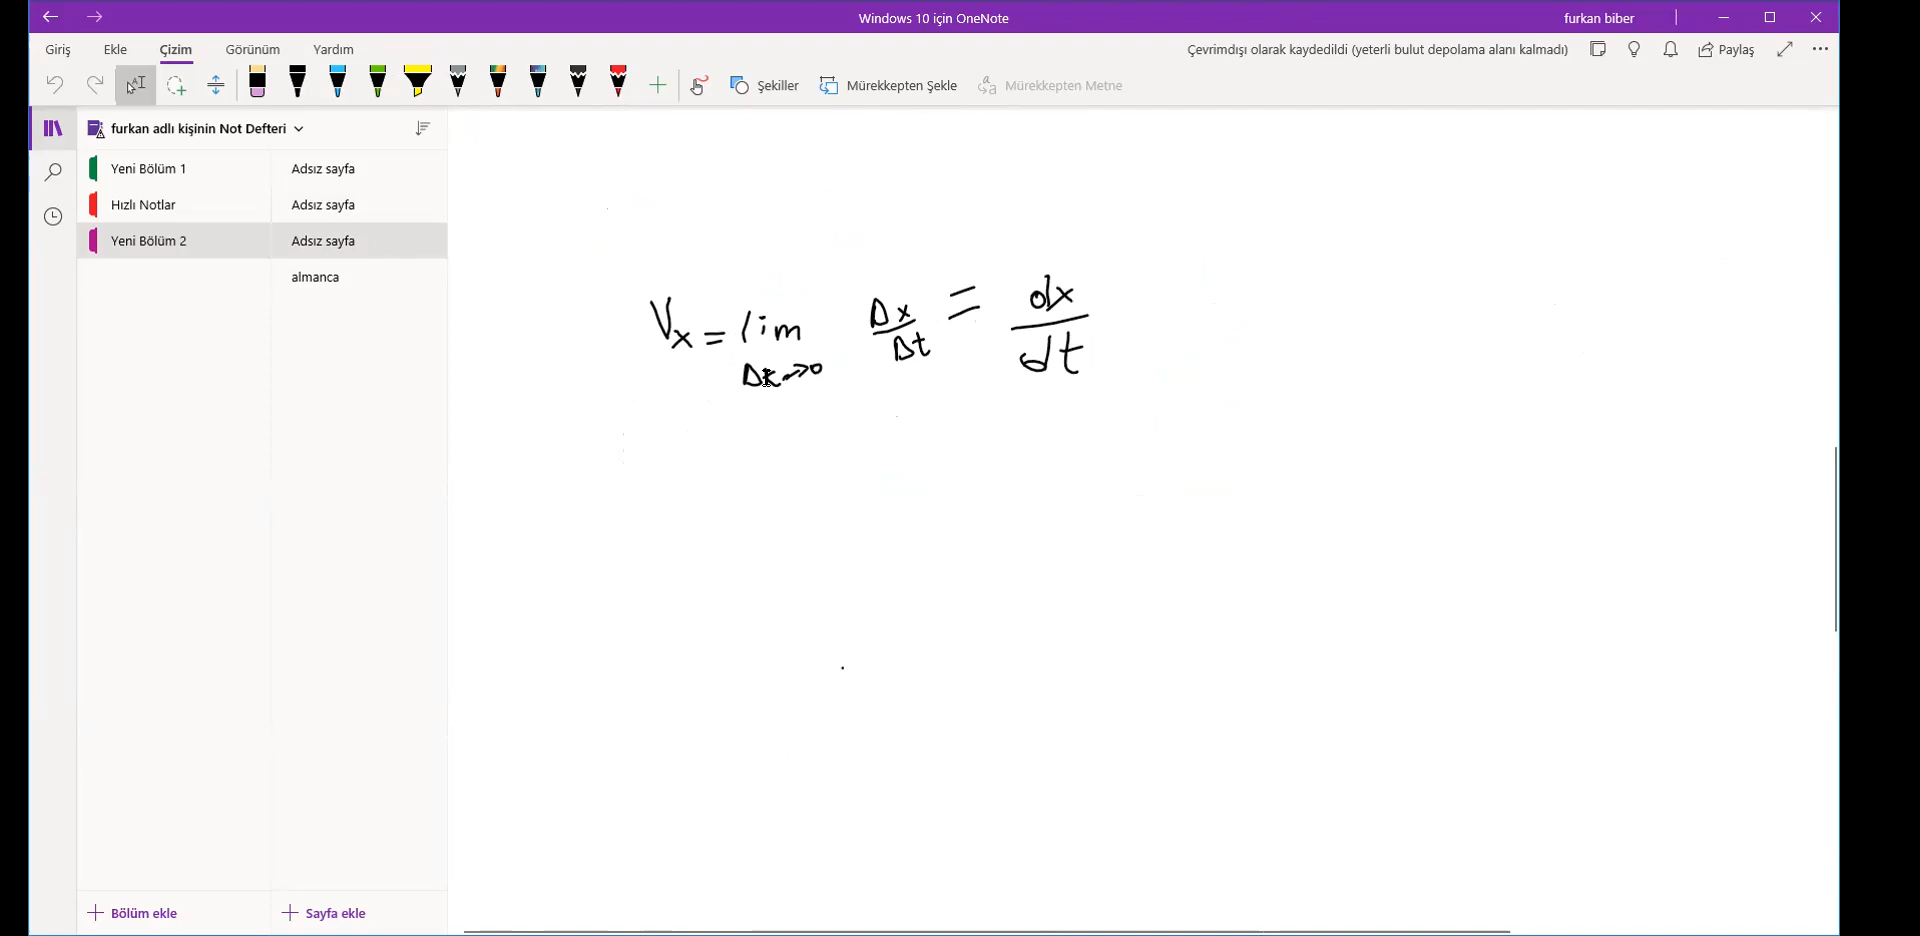 Windows 10 için OneNote
furkan biber
Giriş Ekle Çizim Görünüm Yardım
Çevrimdışı olarak kaydedildi (yeterli bulut depolama alanı kalmadı)
Paylaş
Şekiller
Mürekkepten Şekle
Mürekkepten Metne
furkan adlı kişinin Not Defteri
Yeni Bölüm 1
Hızlı Notlar
Yeni Bölüm 2
Adsız sayfa
Adsız sayfa
Adsız sayfa
almanca
Vx = lim Δx/Δt = dx/dt
→0
Bölüm ekle
Sayfa ekle